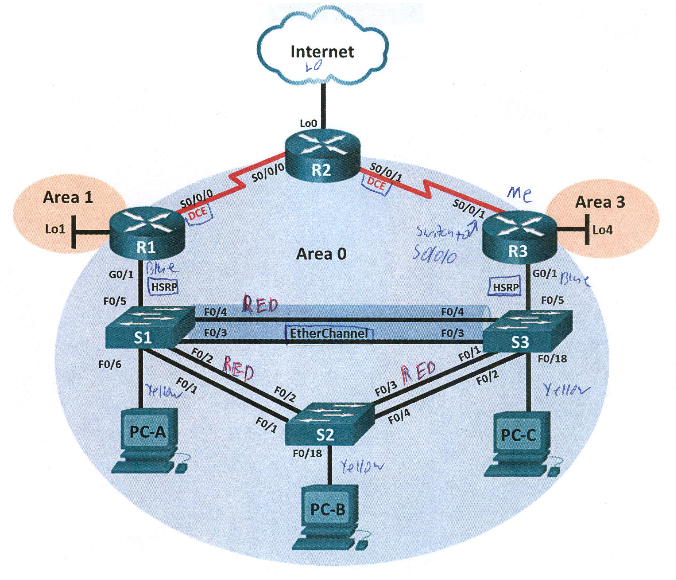 Internet
LO
Lo0
R2
S0/0/0
S0/0/1
DCE
Me
Area 1
Area 3
S0/0/0
DCE
S0/0/1
Lo1
Lo4
R1
Switch to
R3
Area 0
S0/0/0
G0/1
Blue
G0/1
Blue
HSRP
HSRP
F0/5
F0/5
F0/4
RED
F0/4
S1
F0/3
EtherChannel
F0/3
S3
F0/6
F0/2
RED
RED
F0/1
F0/18
F0/1
F0/2
F0/3
F0/2
Yellow
F0/1
F0/4
Yellow
PC-A
S2
PC-C
F0/18
Yellow
PC-B